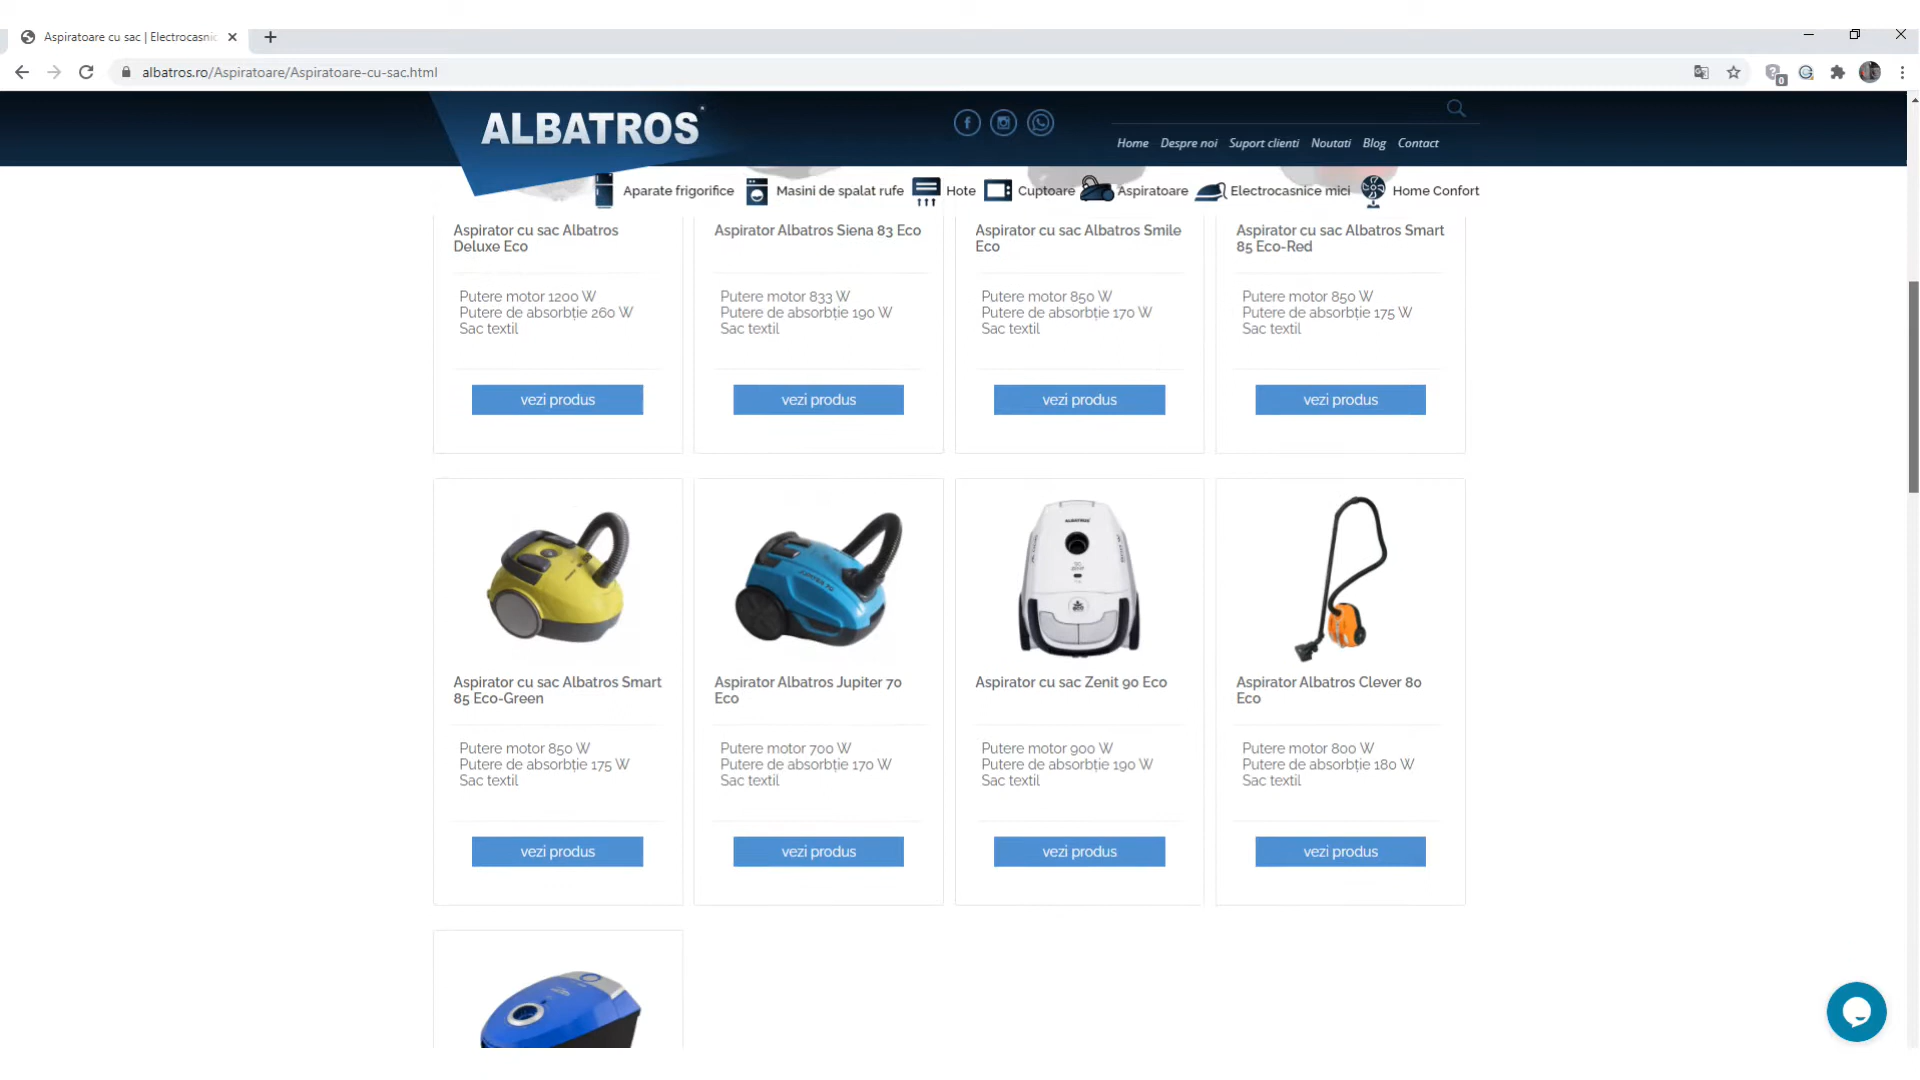 Aspiratoare cu sac | Electrocasnic
albatros.ro/Aspiratoare/Aspiratoare-cu-sac.html
0
ALBATROS
Home Despre noi Suport clienti Noutati Blog Contact
Aparate frigorifice Masini de spalat rufe Hote Cuptoare Aspiratoare Electrocasnice mici Home Confort
Aspirator cu sac Albatros
Deluxe Eco
Putere motor 1200 W
Putere de absorbție 260 W
Sac textil
vezi produs
Aspirator Albatros Siena 83 Eco
Putere motor 833 W
Putere de absorbție 190 W
Sac textil
vezi produs
Aspirator cu sac Albatros Smile
Eco
Putere motor 850 W
Putere de absorbție 170 W
Sac textil
vezi produs
Aspirator cu sac Albatros Smart
85 Eco-Red
Putere motor 850 W
Putere de absorbție 175 W
Sac textil
vezi produs
Aspirator cu sac Albatros Smart
85 Eco-Green
Putere motor 850 W
Putere de absorbție 175 W
Sac textil
vezi produs
JUPITER 70
Aspirator Albatros Jupiter 70
Eco
Putere motor 700 W
Putere de absorbție 170 W
Sac textil
vezi produs
ALBATROS
Aspirator cu sac Zenit 90 Eco
Putere motor 900 W
Putere de absorbție 190 W
Sac textil
vezi produs
Aspirator Albatros Clever 80
Eco
Putere motor 800 W
Putere de absorbție 180 W
Sac textil
vezi produs